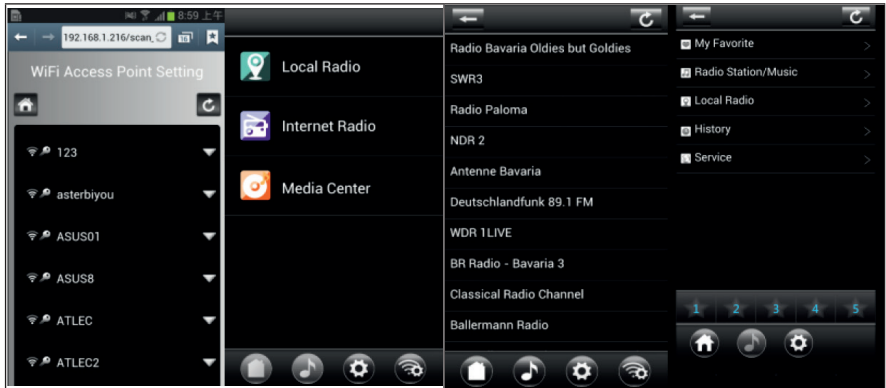 8:59 上午
192.168.1.216/scan_
WiFi Access Point Setting
123
asterbiyou
ASUS01
ASUS8
ATLEC
ATLEC2
Local Radio
Internet Radio
Media Center
Radio Bavaria Oldies but Goldies
SWR3
Radio Paloma
NDR 2
Antenne Bavaria
Deutschlandfunk 89.1 FM
WDR 1LIVE
BR Radio - Bavaria 3
Classical Radio Channel
Ballermann Radio
My Favorite
Radio Station/Music
Local Radio
History
Service
1 2 3 4 5